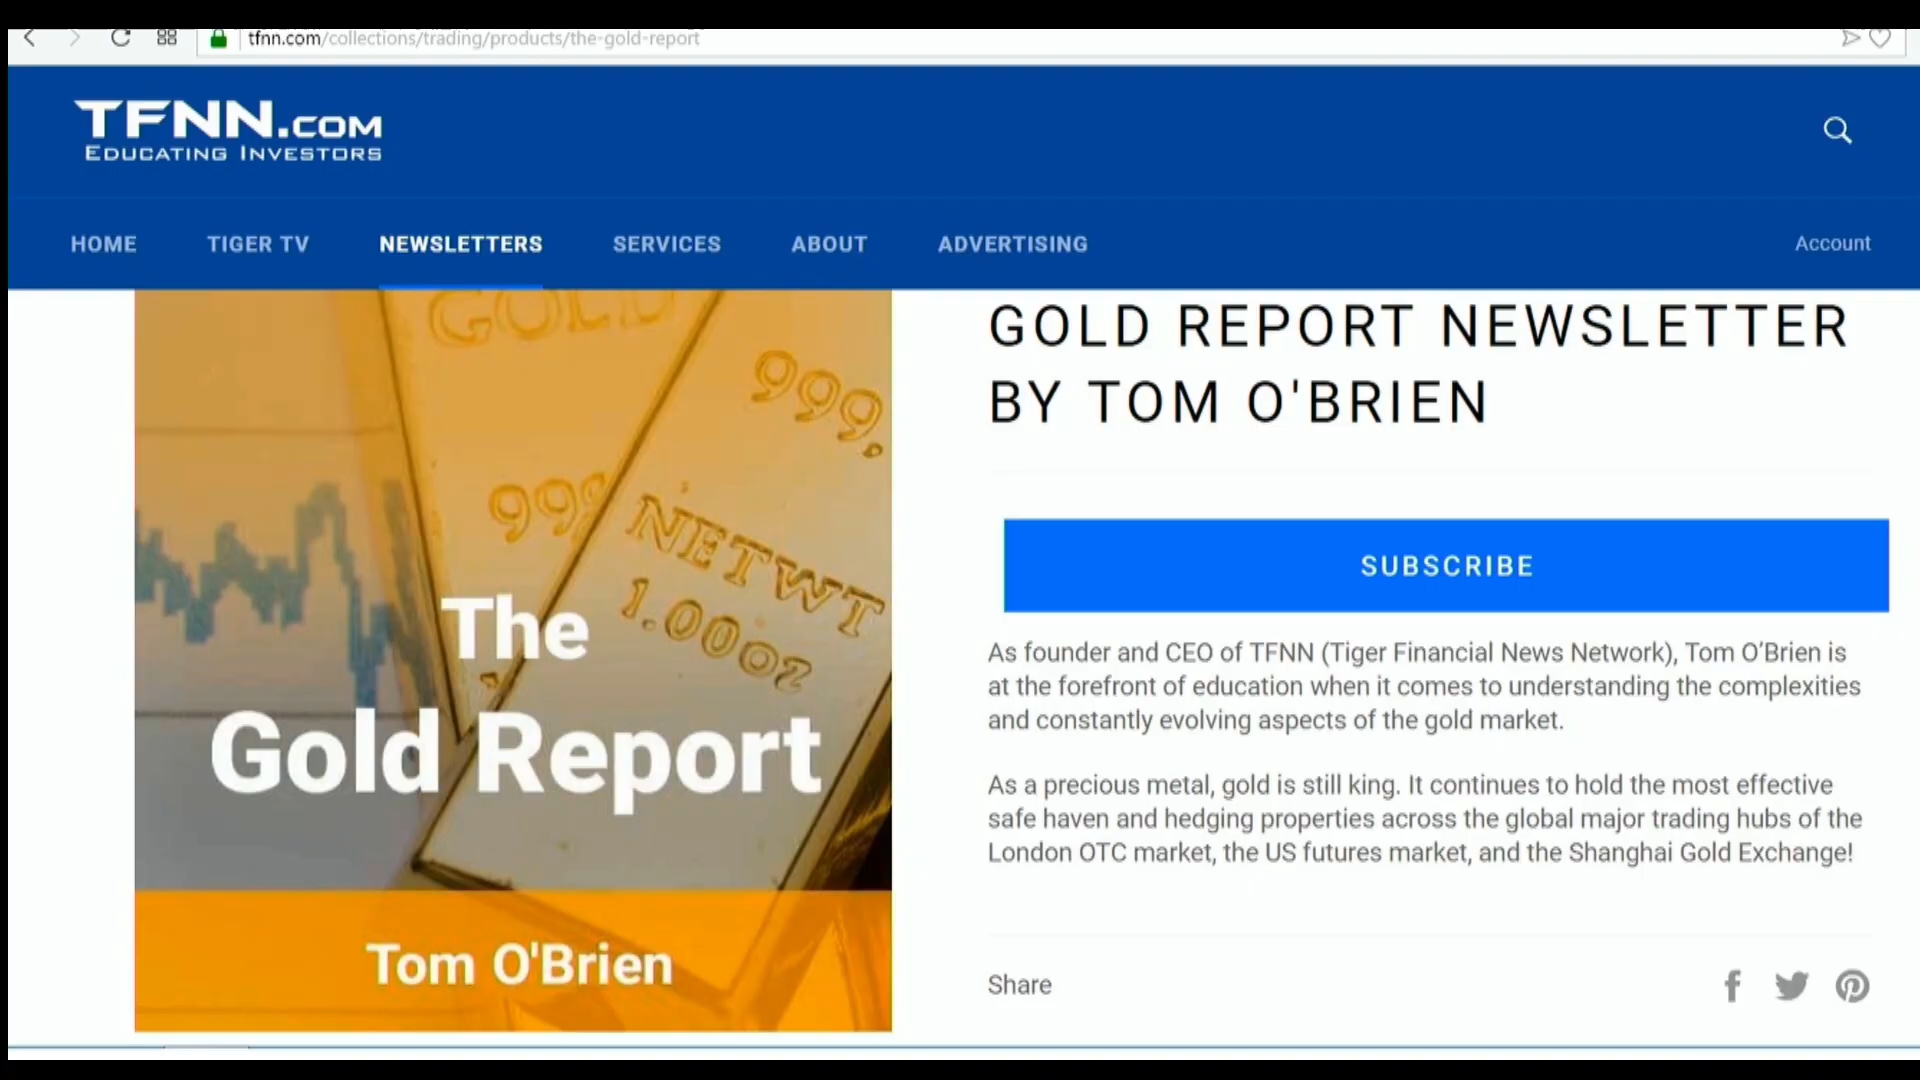 tfnn.com/collections/trading/products/the-gold-report
TFNN.COM
EDUCATING INVESTORS
HOME
TIGER TV
NEWSLETTERS
SERVICES
ABOUT
ADVERTISING
Account
GOLD
999.
999
NETWT
1.00oz
The
Gold Report
Tom O'Brien
GOLD REPORT NEWSLETTER
BY TOM O'BRIEN
SUBSCRIBE
As founder and CEO of TFNN (Tiger Financial News Network), Tom O’Brien is
at the forefront of education when it comes to understanding the complexities
and constantly evolving aspects of the gold market.
As a precious metal, gold is still king. It continues to hold the most effective
safe haven and hedging properties across the global major trading hubs of the
London OTC market, the US futures market, and the Shanghai Gold Exchange!
Share